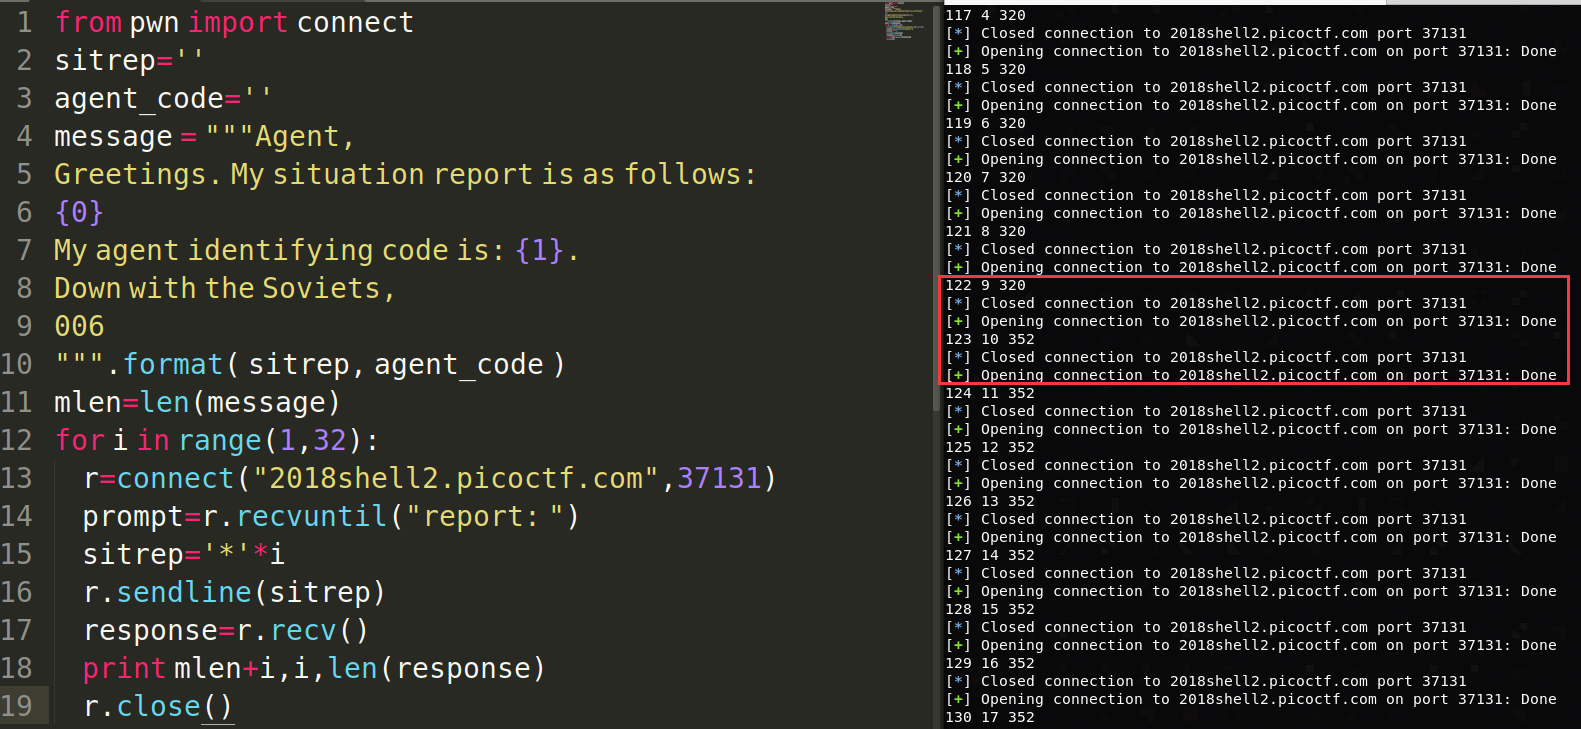 1 from pwn import connect
2 sitrep=''
3 agent_code=''
4 message = """Agent,
5 Greetings. My situation report is as follows:
6 {0}
7 My agent identifying code is: {1}.
8 Down with the Soviets,
9 006
10 """.format( sitrep, agent_code )
11 mlen=len(message)
12 for i in range(1,32):
13 r=connect("2018shell2.picoctf.com",37131)
14 prompt=r.recvuntil("report: ")
15 sitrep='*'*i
16 r.sendline(sitrep)
17 response=r.recv()
18 print mlen+i,i,len(response)
19 r.close()
117 4 320
[*] Closed connection to 2018shell2.picoctf.com port 37131
[+] Opening connection to 2018shell2.picoctf.com on port 37131: Done
118 5 320
[*] Closed connection to 2018shell2.picoctf.com port 37131
[+] Opening connection to 2018shell2.picoctf.com on port 37131: Done
119 6 320
[*] Closed connection to 2018shell2.picoctf.com port 37131
[+] Opening connection to 2018shell2.picoctf.com on port 37131: Done
120 7 320
[*] Closed connection to 2018shell2.picoctf.com port 37131
[+] Opening connection to 2018shell2.picoctf.com on port 37131: Done
121 8 320
[*] Closed connection to 2018shell2.picoctf.com port 37131
[+] Opening connection to 2018shell2.picoctf.com on port 37131: Done
122 9 320
[*] Closed connection to 2018shell2.picoctf.com port 37131
[+] Opening connection to 2018shell2.picoctf.com on port 37131: Done
123 10 352
[*] Closed connection to 2018shell2.picoctf.com port 37131
[+] Opening connection to 2018shell2.picoctf.com on port 37131: Done
124 11 352
[*] Closed connection to 2018shell2.picoctf.com port 37131
[+] Opening connection to 2018shell2.picoctf.com on port 37131: Done
125 12 352
[*] Closed connection to 2018shell2.picoctf.com port 37131
[+] Opening connection to 2018shell2.picoctf.com on port 37131: Done
126 13 352
[*] Closed connection to 2018shell2.picoctf.com port 37131
[+] Opening connection to 2018shell2.picoctf.com on port 37131: Done
127 14 352
[*] Closed connection to 2018shell2.picoctf.com port 37131
[+] Opening connection to 2018shell2.picoctf.com on port 37131: Done
128 15 352
[*] Closed connection to 2018shell2.picoctf.com port 37131
[+] Opening connection to 2018shell2.picoctf.com on port 37131: Done
129 16 352
[*] Closed connection to 2018shell2.picoctf.com port 37131
[+] Opening connection to 2018shell2.picoctf.com on port 37131: Done
130 17 352